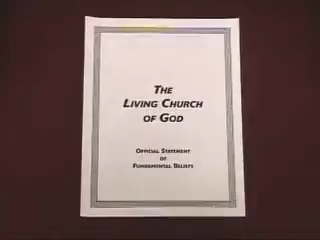 THE
LIVING CHURCH
OF GOD
OFFICIAL STATEMENT
OF
FUNDAMENTAL BELIEFS